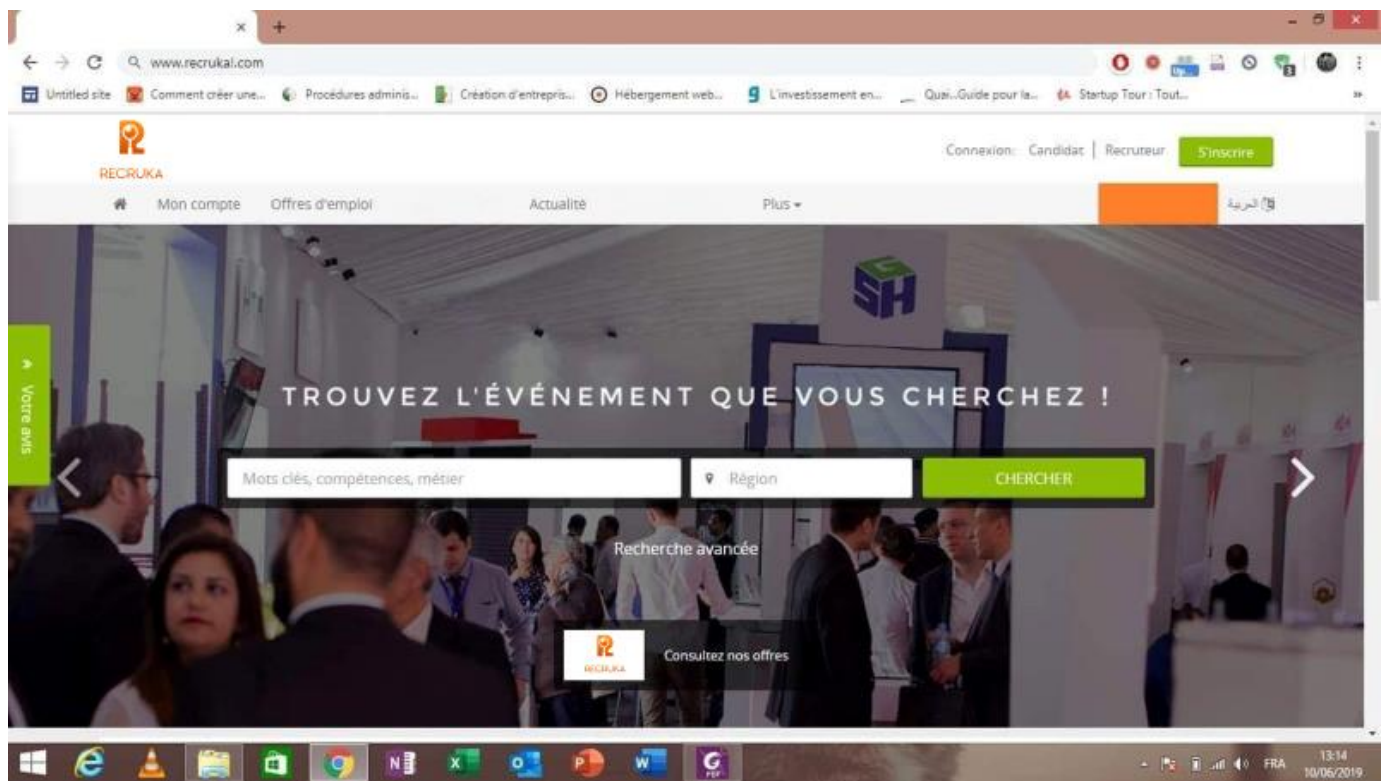 www.recrukal.com
Untitled site Comment créer une... Procédures adminis... Création d'entrepris... Hébergement web... L'investissement en... Quai...Guide pour la... Startup Tour : Tout...
RECRUKA
Connexion: Candidat | Recruteur S'inscrire
Mon compte Offres d'emploi Actualité Plus العربية
GSH
Votre avis
TROUVEZ L'ÉVÉNEMENT QUE VOUS CHERCHEZ !
Mots clés, compétences, métier Région CHERCHER
Recherche avancée
RECRUKA Consultez nos offres
FRA 13:14
10/06/2019